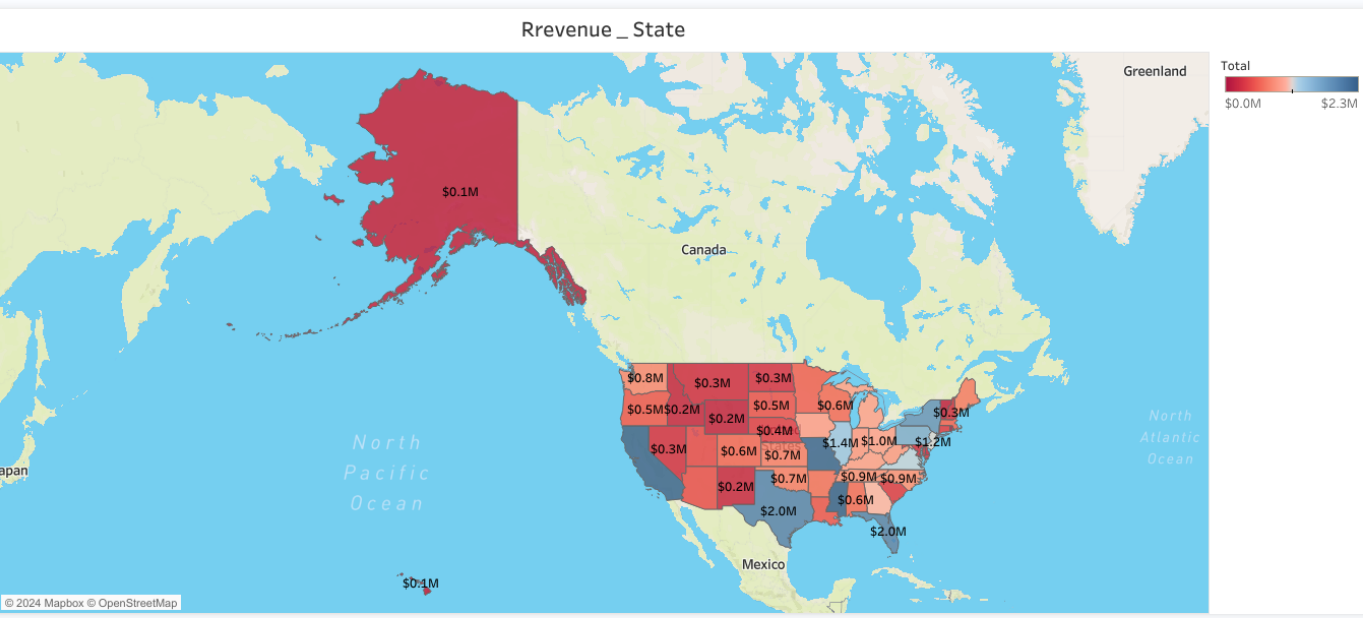 Rrevenue _ State
Total
$0.0M
$2.3M
Greenland
$0.1M
Canada
$0.8M
$0.3M
$0.3M
$0.5M
$0.2M
$0.2M
$0.5M
$0.6M
$0.3M
$0.4M
$0.3M
$0.6M
$0.7M
$1.4M
$1.0M
$1.2M
$0.2M
$0.7M
$0.9M
$0.9M
$0.6M
$2.0M
$2.0M
North
Pacific
Ocean
North
Atlantic
Ocean
apan
Mexico
$0.1M
© 2024 Mapbox © OpenStreetMap